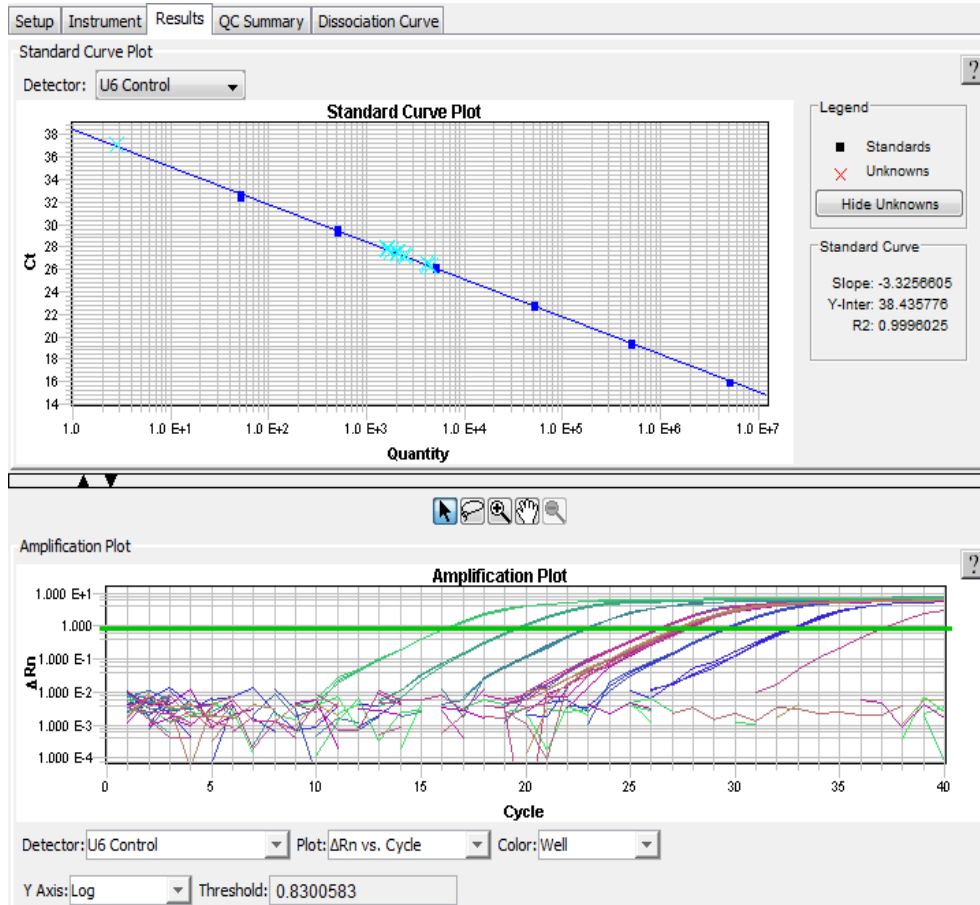 Setup Instrument Results QC Summary Dissociation Curve
Standard Curve Plot
?
Detector: U6 Control
Standard Curve Plot
Legend
Standards
Unknowns
Hide Unknowns
Standard Curve
Slope: -3.3256605
Y-Inter: 38.435776
R2: 0.9996025
Ct
38
36
34
32
30
28
26
24
22
20
18
16
14
1.0 1.0 E+1 1.0 E+2 1.0 E+3 1.0 E+4 1.0 E+5 1.0 E+6 1.0 E+7
Quantity
Amplification Plot
?
Amplification Plot
Δ Rn
1.000 E+1
1.000
1.000 E-1
1.000 E-2
1.000 E-3
1.000 E-4
0 5 10 15 20 25 30 35 40
Cycle
Detector: U6 Control Plot: ΔRn vs. Cycle Color: Well
Y Axis: Log Threshold: 0.8300583